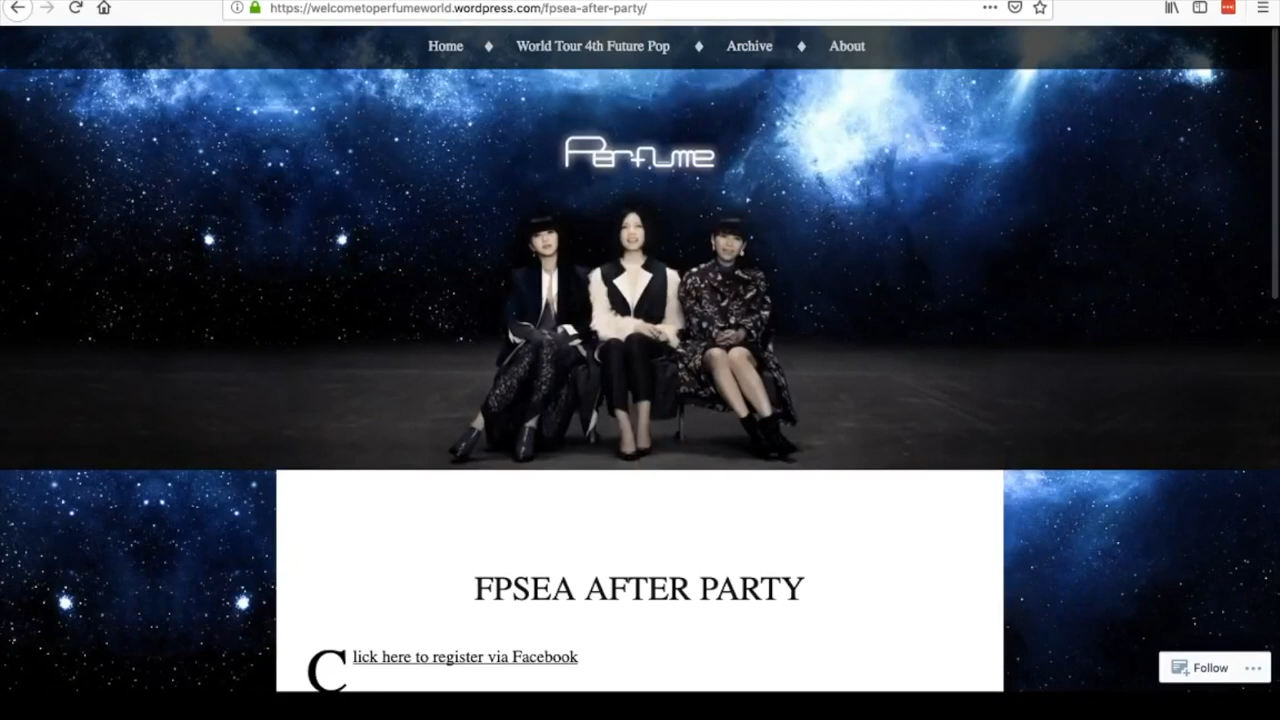 https://welcometoperfumeworld.wordpress.com/fpsea-after-party/
Home ♦ World Tour 4th Future Pop ♦ Archive ♦ About
Perfume
FPSEA AFTER PARTY
Click here to register via Facebook
Follow